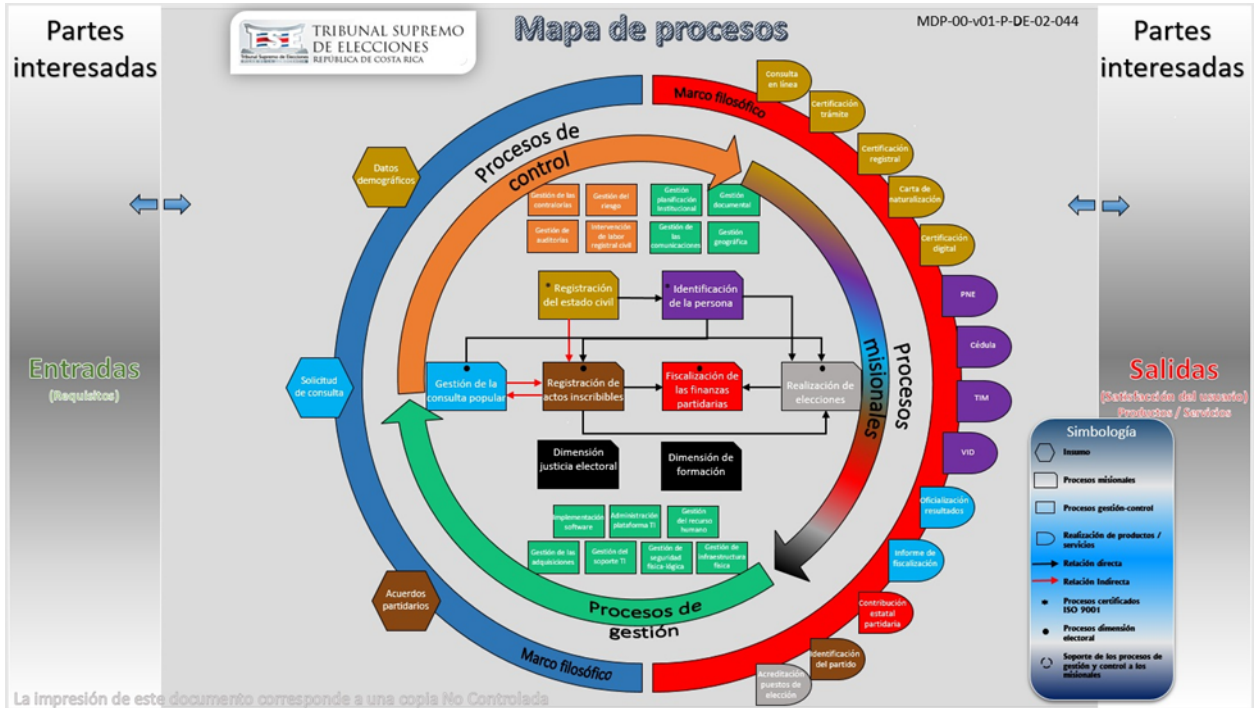 Partes
interesadas
TSE
Tribunal Supremo de Elecciones
TRIBUNAL SUPREMO
DE ELECCIONES
REPÚBLICA DE COSTA RICA
Mapa de procesos
MDP-00-v01-P-DE-02-044
Partes
interesadas
Marco filosófico
Procesos de
control
Consulta
en línea
Certificación
trámite
Certificación
registral
Carta de
naturalización
Certificación
digital
PNE
Cédula
TIM
VID
Oficialización
resultados
Informe de
fiscalización
Contribución
estatal
partidaria
Identificación
del partido
Acreditación
puestos de
elección
Datos
demográficos
Solicitud
de consulta
Acuerdos
partidarios
Entradas
(Requisitos)
Gestión de las
contralorías
Gestión del
riesgo
Gestión
planificación
institucional
Gestión
documental
Gestión de
auditorías
Intervención
de labor
registral civil
Gestión
de las
comunicaciones
Gestión
geográfica
Registración
del estado civil
Identificación
de la persona
Gestión de la
consulta popular
Registración de
actos inscribibles
Fiscalización de
las finanzas
partidarias
Realización de
elecciones
Dimensión
justicia electoral
Dimensión de
formación
Implementación
software
Administración
plataforma TI
Gestión
del recurso
humano
Gestión de las
adquisiciones
Gestión del
soporte TI
Gestión de
seguridad
física-lógica
Gestión de
infraestructura
física
Procesos
misionales
Procesos de
gestión
Marco filosófico
Salidas
(Satisfacción del usuario)
Productos / Servicios
Simbología
Insumo
Procesos misionales
Procesos gestión-control
Realización de productos /
servicios
Relación directa
Relación Indirecta
Procesos certificados
ISO 9001
Procesos dimensión
electoral
Soporte de los procesos de
gestión y control a los
misionales
La impresión de este documento corresponde a una copia No Controlada